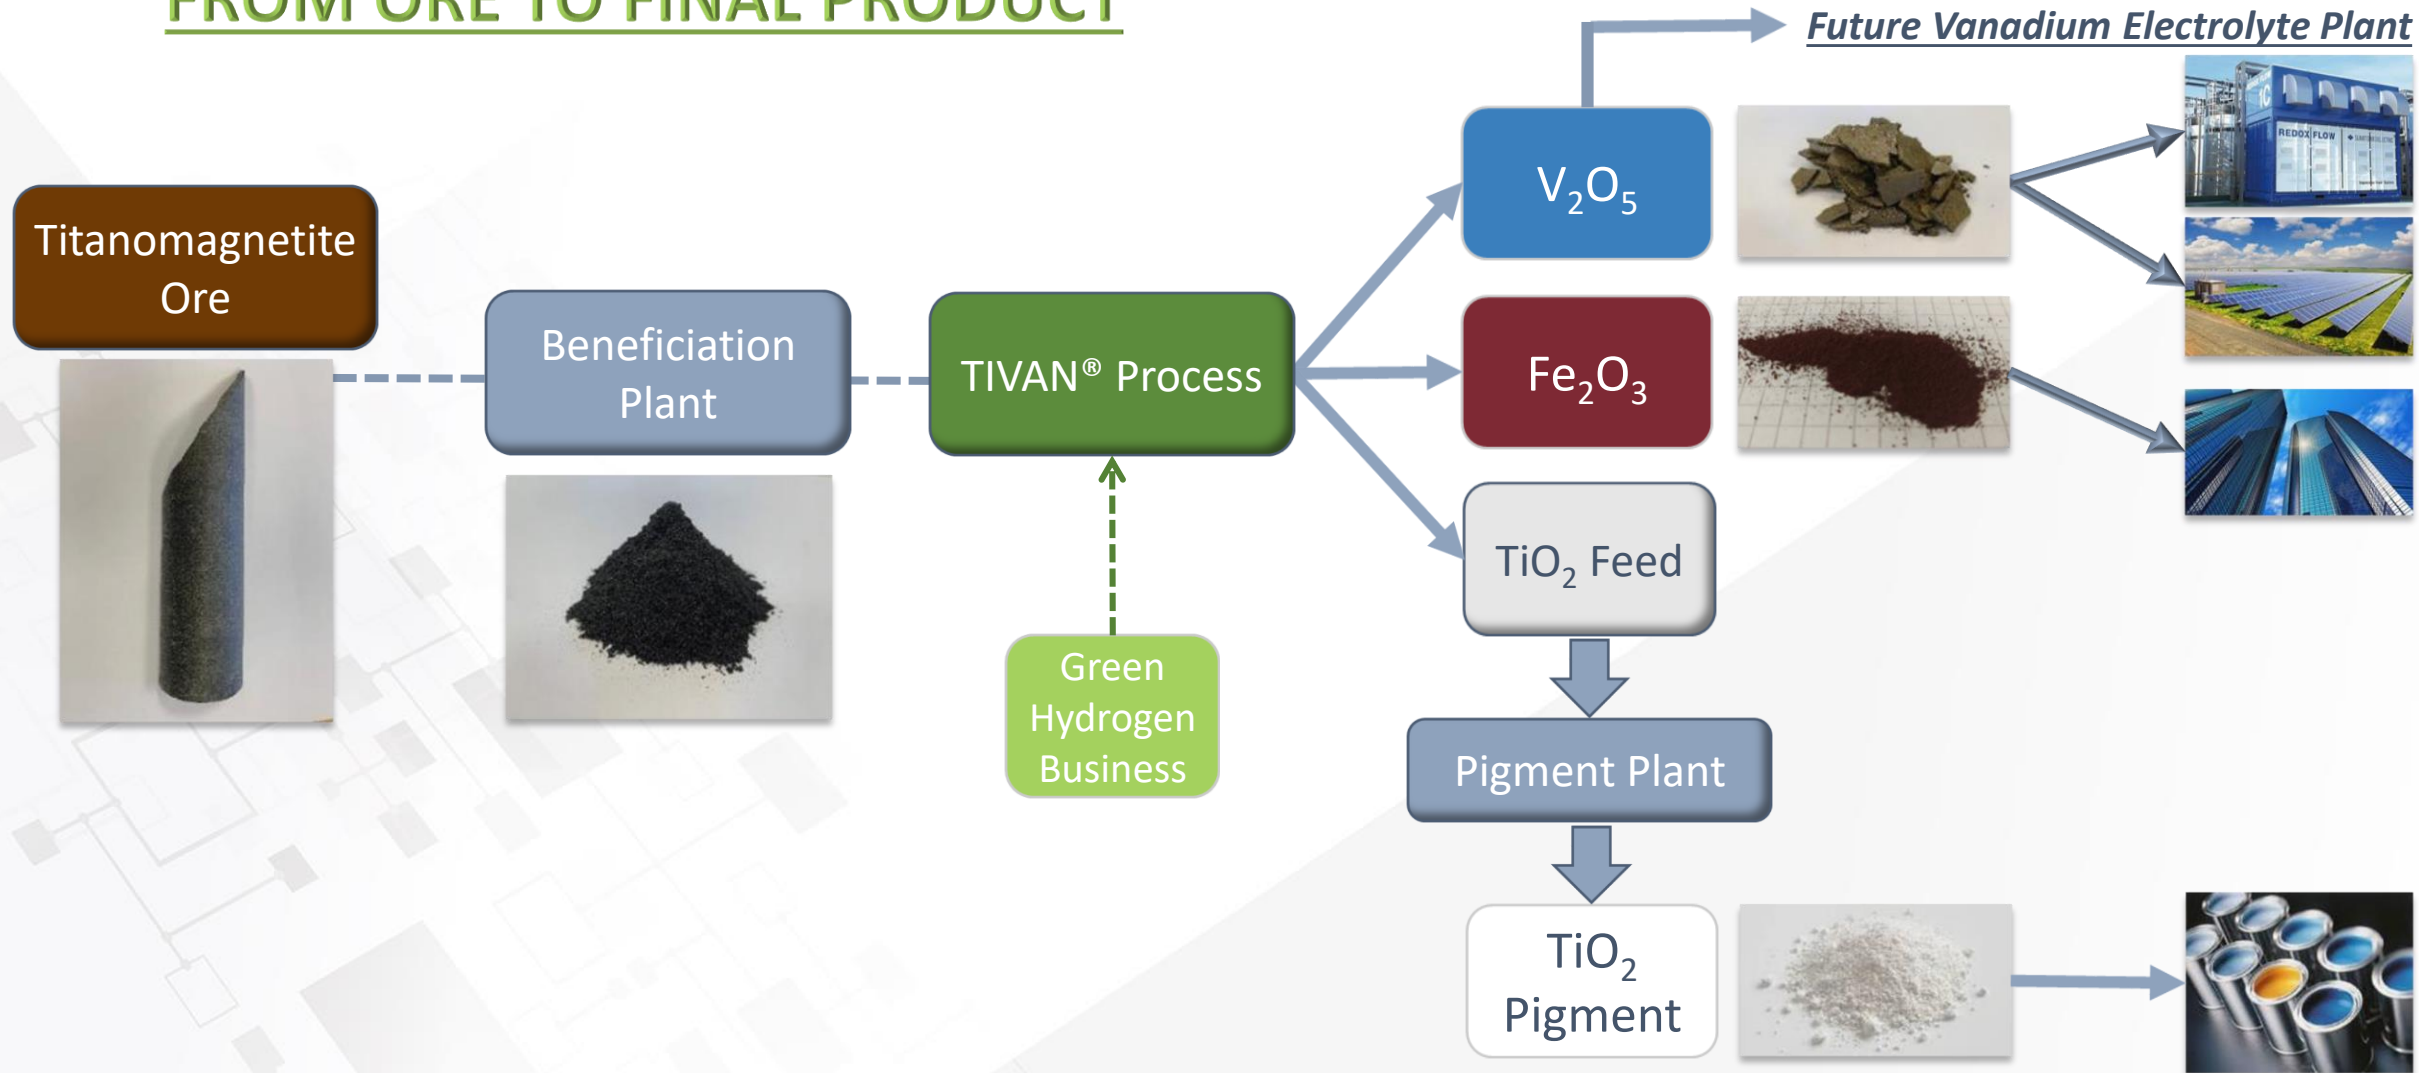 FROM ORE TO FINAL PRODUCT
Future Vanadium Electrolyte Plant
1C
REDOX FLOW
V₂O₅
Titanomagnetite
Ore
Beneficiation
Plant
TIVAN® Process
Fe₂O₃
TiO₂ Feed
Green
Hydrogen
Business
Pigment Plant
TiO₂
Pigment